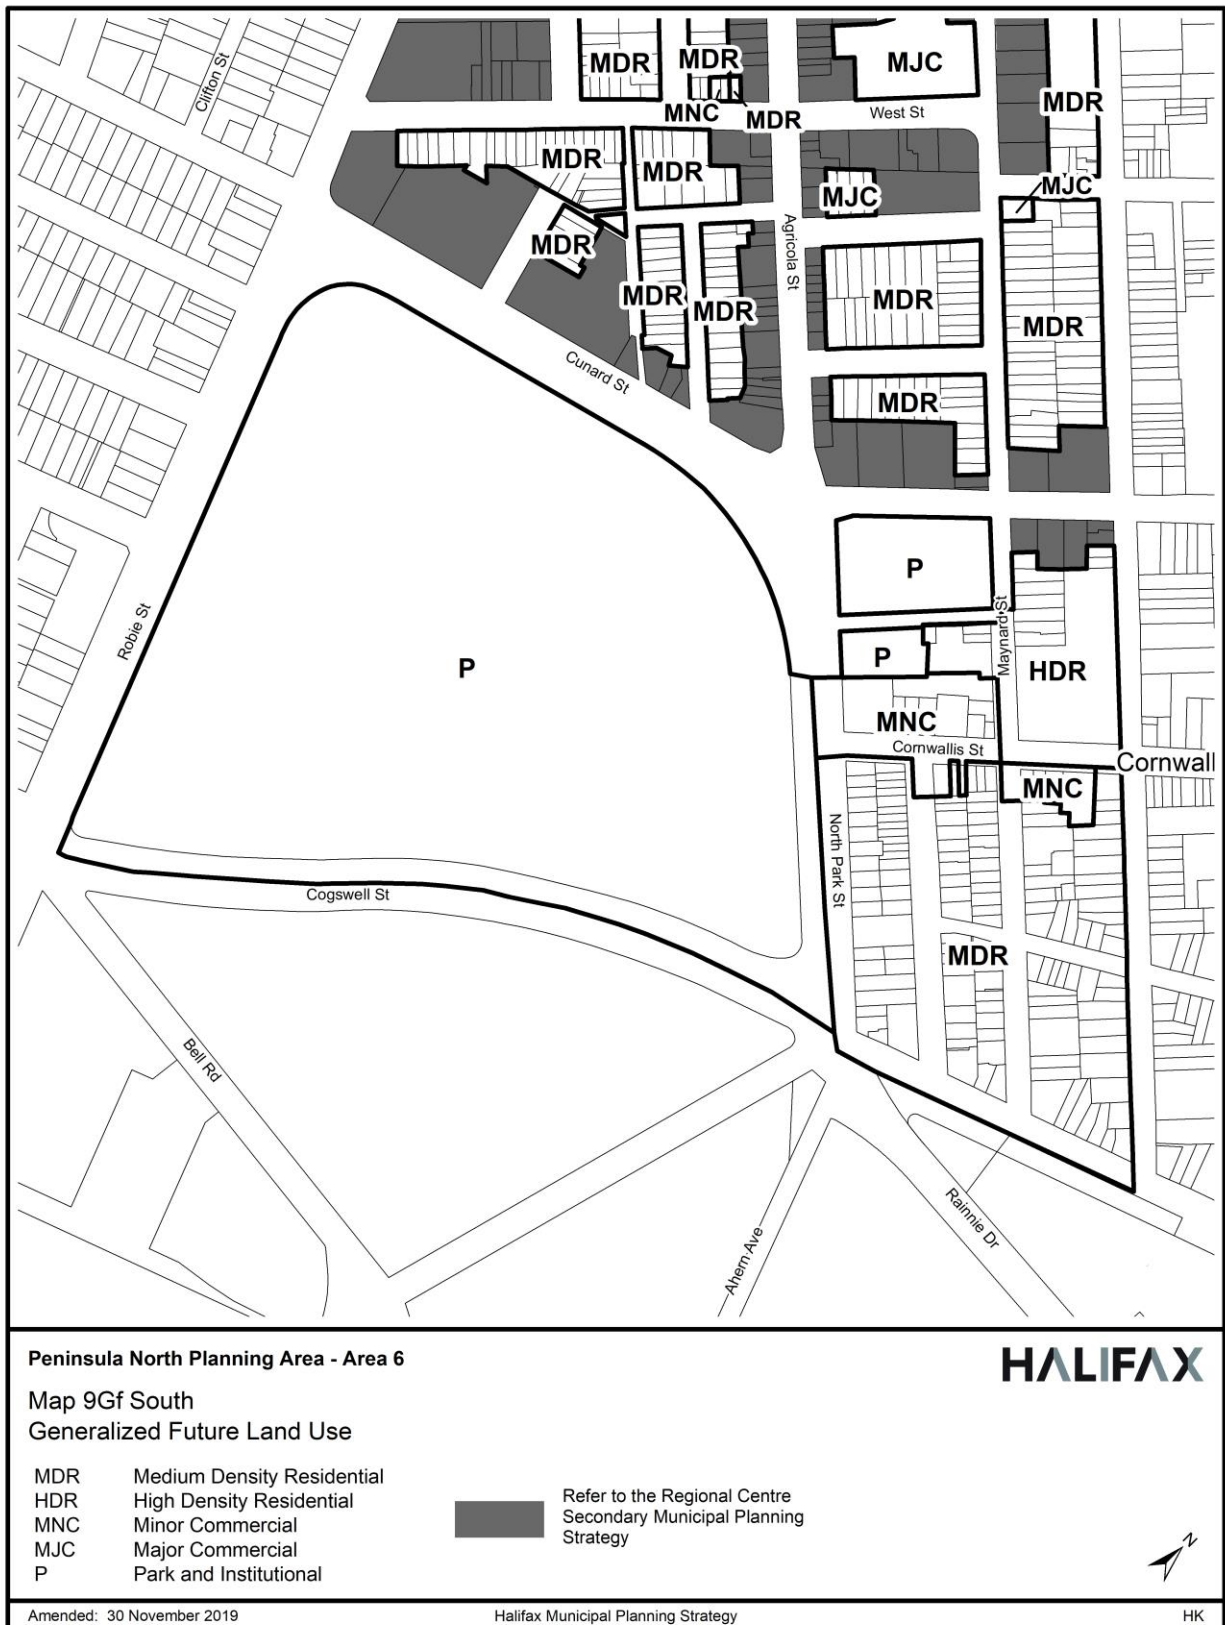 Clifton St
MDR
MDR
MJC
MNC
MDR
West St
MDR
MDR
MDR
MJC
MJC
MDR
Agricola St
MDR
MDR
MDR
MDR
Cunard St
MDR
P
Maynard St
Robie St
P
P
HDR
MNC
Cornwallis St
Cornwall
MNC
North Park St
Cogswell St
MDR
Bell Rd
Rainnie Dr
Ahern Ave
Peninsula North Planning Area - Area 6
HALIFAX
Map 9Gf South
Generalized Future Land Use
MDR Medium Density Residential
HDR High Density Residential
MNC Minor Commercial
MJC Major Commercial
P Park and Institutional
Refer to the Regional Centre
Secondary Municipal Planning
Strategy
N
Amended: 30 November 2019
Halifax Municipal Planning Strategy
HK